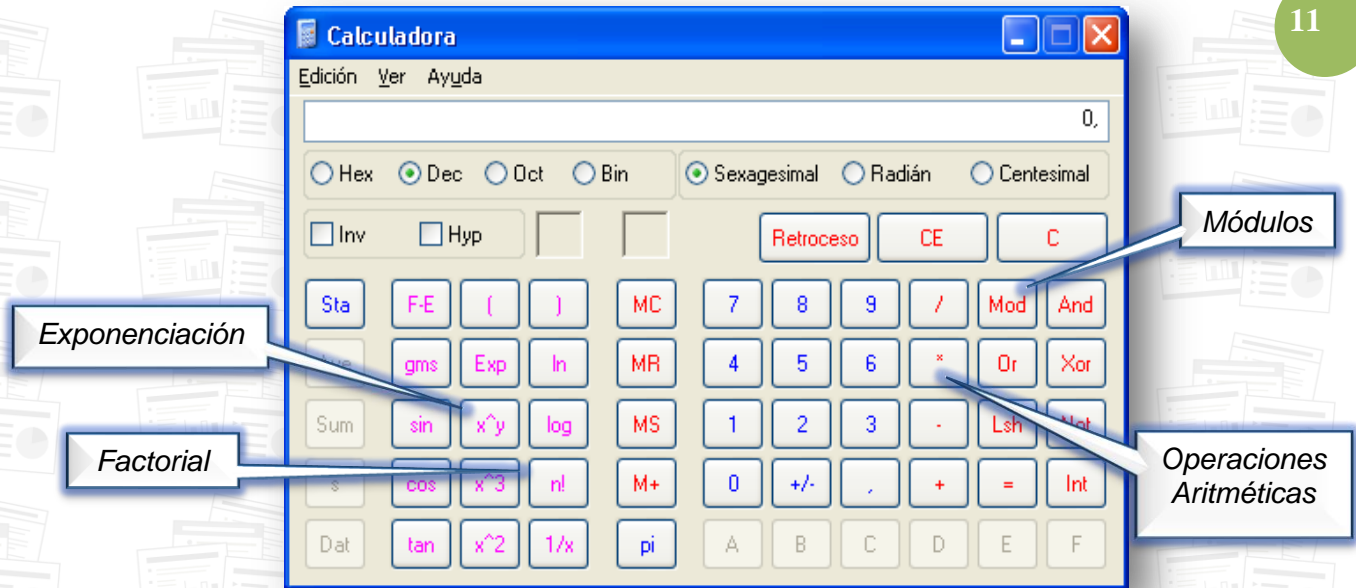 11
Calculadora
Edición Ver Ayuda
0,
Hex Dec Oct Bin Sexagesimal Radián Centesimal
Inv Hyp Retroceso CE C
Módulos
Sta F-E ( ) MC 7 8 9 / Mod And
Exponenciación
gms Exp ln MR 4 5 6 * Or Xor
Sum sin x^y log MS 1 2 3 - Lsh Not
Factorial
Operaciones
Aritméticas
s cos x^3 n! M+ 0 +/- , + = Int
Dat tan x^2 1/x pi A B C D E F